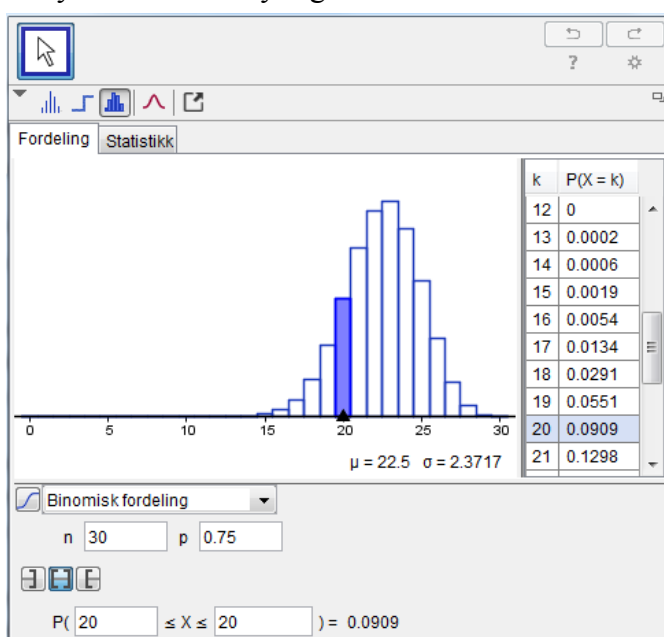 ?
Fordeling Statistikk
k P(X = k)
12 0
13 0.0002
14 0.0006
15 0.0019
16 0.0054
17 0.0134
18 0.0291
19 0.0551
20 0.0909
21 0.1298
0 5 10 15 20 25 30
μ = 22.5 σ = 2.3717
Binomisk fordeling
n 30 p 0.75
P( 20 ≤ X ≤ 20 ) = 0.0909